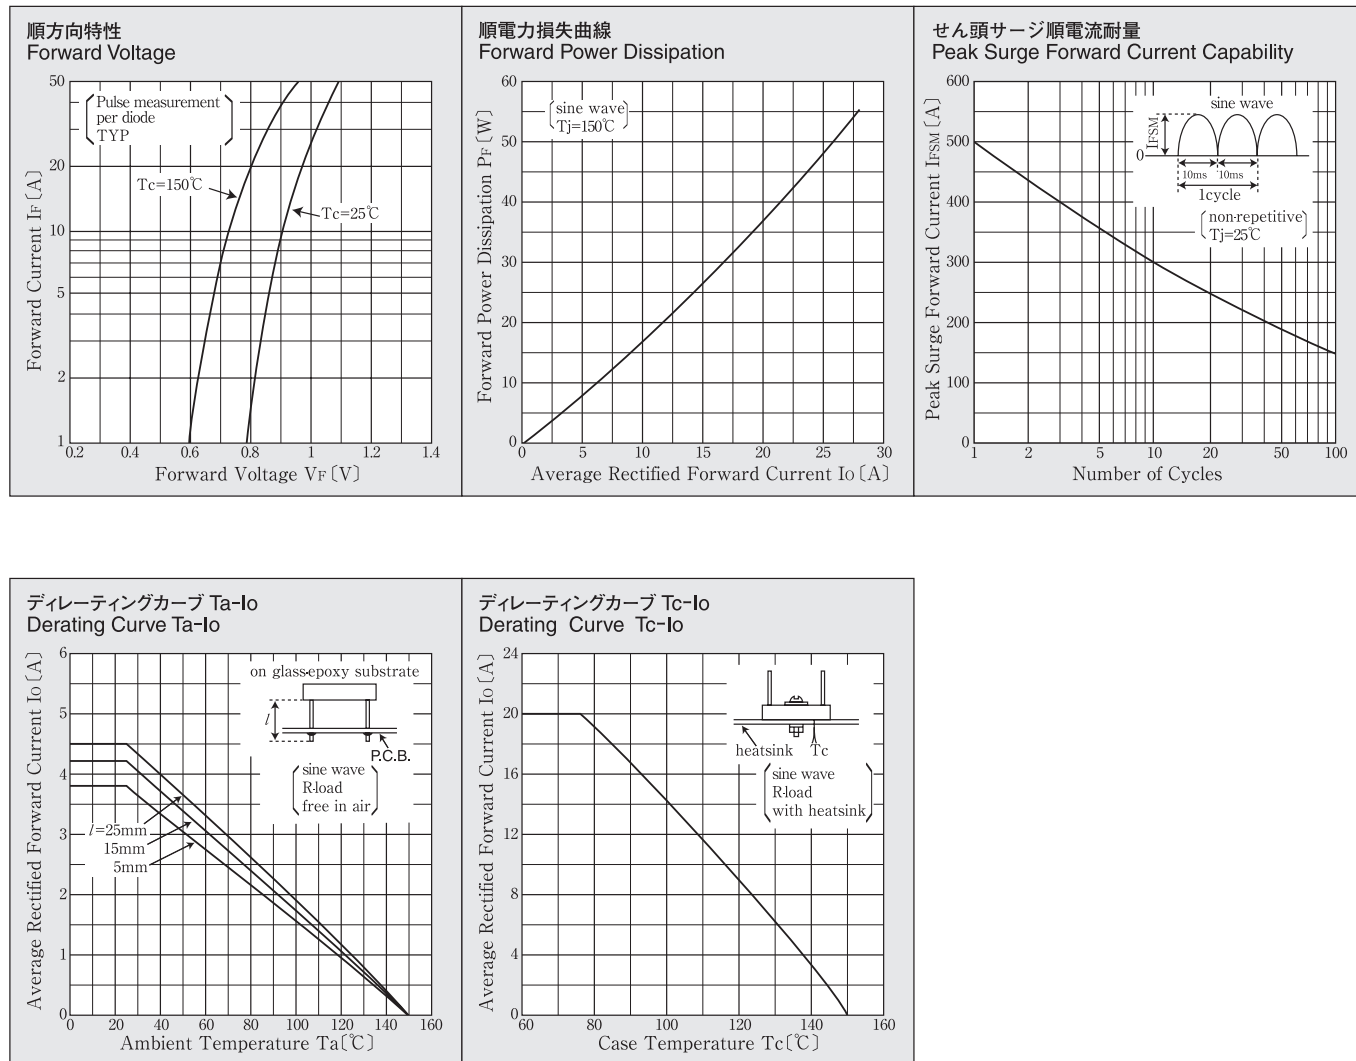 順方向特性
Forward Voltage
50
20
10
5
2
1
Forward Current IF〔A〕
Pulse measurement
per diode
TYP
Tc=150℃
Tc=25℃
0.2 0.4 0.6 0.8 1 1.2 1.4
Forward Voltage VF〔V〕
順電力損失曲線
Forward Power Dissipation
60
50
40
30
20
10
0
Forward Power Dissipation PF〔W〕
sine wave
Tj=150℃
0 5 10 15 20 25 30
Average Rectified Forward Current Io〔A〕
せん頭サージ順電流耐量
Peak Surge Forward Current Capability
600
500
400
300
200
100
0
Peak Surge Forward Current IFSM〔A〕
sine wave
IFSM
0
10ms 10ms
1cycle
non-repetitive
Tj=25℃
1 2 5 10 20 50 100
Number of Cycles
ディレーティングカーブ Ta-Io
Derating Curve Ta-Io
6
5
4
3
2
1
0
Average Rectified Forward Current Io〔A〕
on glass-epoxy substrate
l
P.C.B.
sine wave
R-load
free in air
l=25mm
15mm
5mm
0 20 40 60 80 100 120 140 160
Ambient Temperature Ta〔℃〕
ディレーティングカーブ Tc-Io
Derating Curve Tc-Io
24
20
16
12
8
4
0
Average Rectified Forward Current Io〔A〕
heatsink Tc
sine wave
R-load
with heatsink
60 80 100 120 140 160
Case Temperature Tc〔℃〕